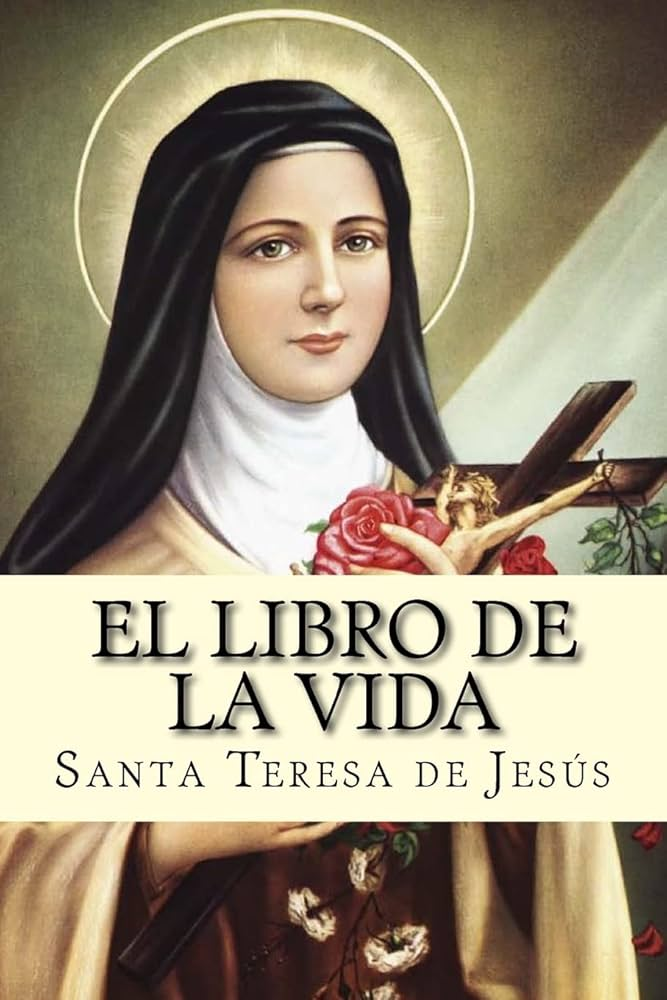 EL LIBRO DE
LA VIDA
SANTA TERESA DE JESÚS